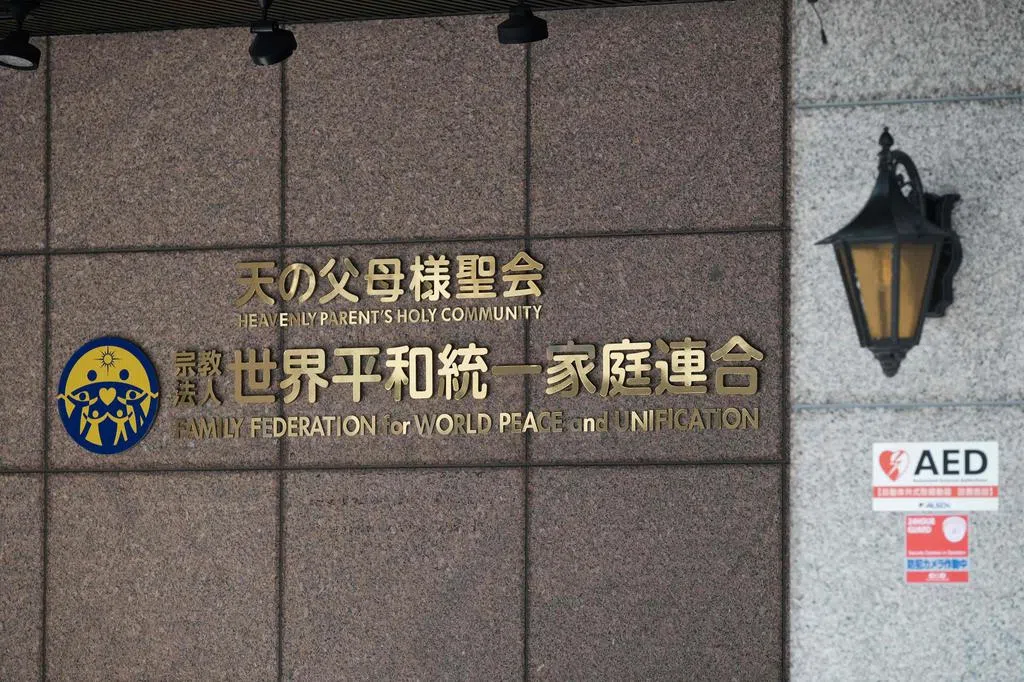 天の父母様聖会
HEAVENLY PARENT'S HOLY COMMUNITY
宗教法人 世界平和統一家庭連合
FAMILY FEDERATION for WORLD PEACE and UNIFICATION
AED
24HOUR
GUARD
防犯カメラ作動中